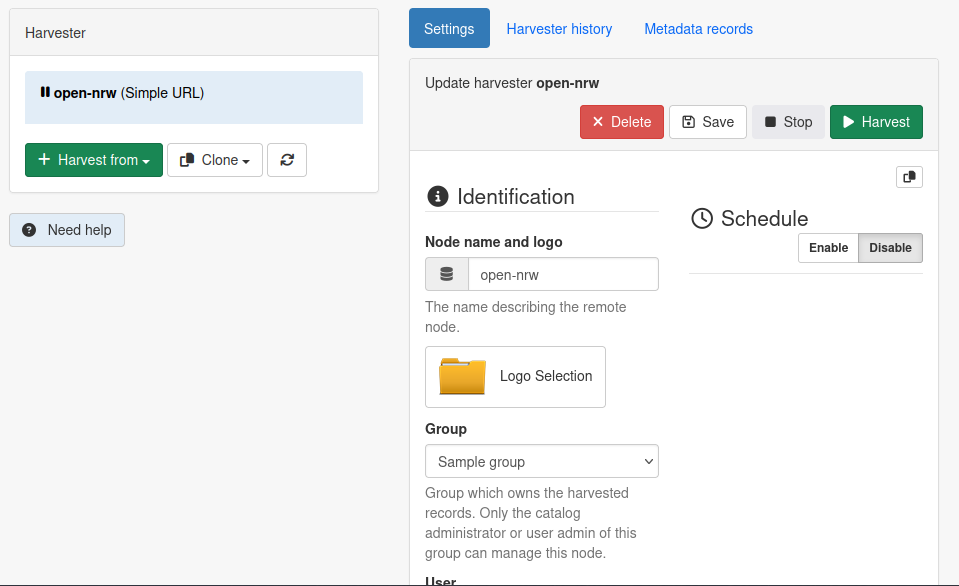 Harvester
open-nrw (Simple URL)
Harvest from
Clone
Need help
Settings
Harvester history
Metadata records
Update harvester open-nrw
Delete
Save
Stop
Harvest
Identification
Node name and logo
open-nrw
The name describing the remote
node.
Logo Selection
Group
Sample group
Group which owns the harvested
records. Only the catalog
administrator or user admin of this
group can manage this node.
User
Schedule
Enable
Disable